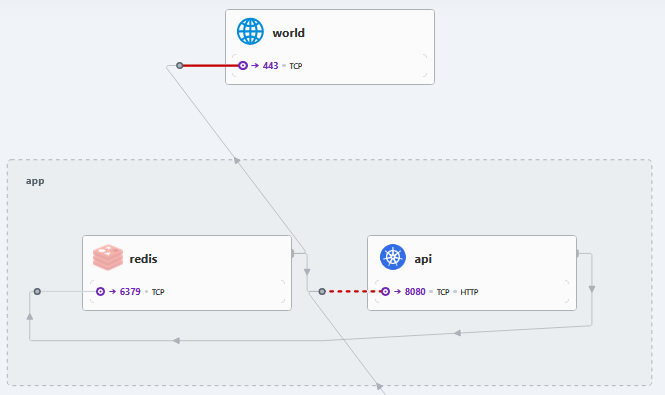 world
→ 443 • TCP
app
redis
→ 6379 • TCP
api
→ 8080 • TCP • HTTP